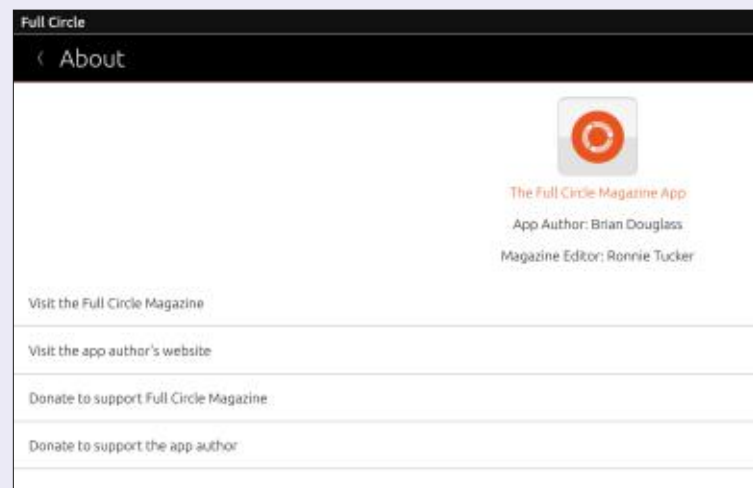 Full Circle
About
The Full Circle Magazine App
App Author: Brian Douglass
Magazine Editor: Ronnie Tucker
Visit the Full Circle Magazine
Visit the app author's website
Donate to support Full Circle Magazine
Donate to support the app author